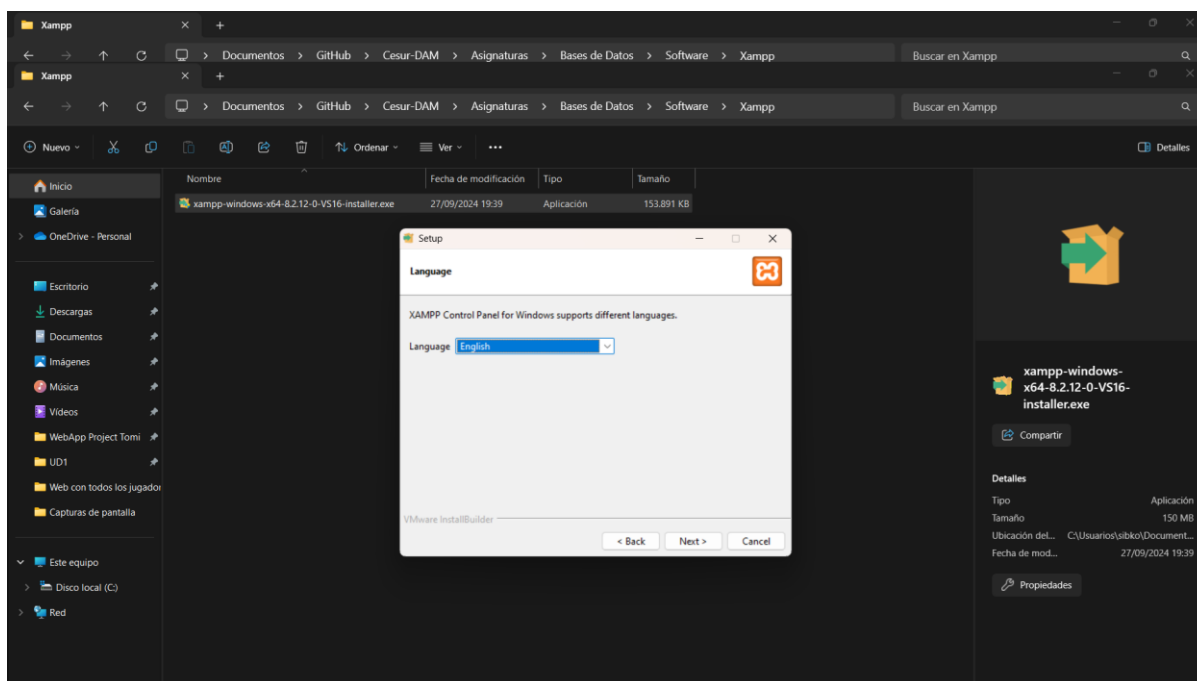 Xampp
Documentos > GitHub > Cesur-DAM > Asignaturas > Bases de Datos > Software > Xampp
Buscar en Xampp
Xampp
Documentos > GitHub > Cesur-DAM > Asignaturas > Bases de Datos > Software > Xampp
Buscar en Xampp
Nuevo
Ordenar
Ver
Detalles
Inicio
Galería
OneDrive - Personal
Escritorio
Descargas
Documentos
Imágenes
Música
Vídeos
WebApp Project Tomi
UD1
Web con todos los jugador
Capturas de pantalla
Este equipo
Disco local (C:)
Red
Nombre Fecha de modificación Tipo Tamaño
xampp-windows-x64-8.2.12-0-VS16-installer.exe 27/09/2024 19:39 Aplicación 153.891 KB
Setup
Language
XAMPP Control Panel for Windows supports different languages.
Language English
VMware InstallBuilder
< Back Next > Cancel
xampp-windows-
x64-8.2.12-0-VS16-
installer.exe
Compartir
Detalles
Tipo Aplicación
Tamaño 150 MB
Ubicación del... C:\Usuarios\sibko\Document...
Fecha de mod... 27/09/2024 19:39
Propiedades